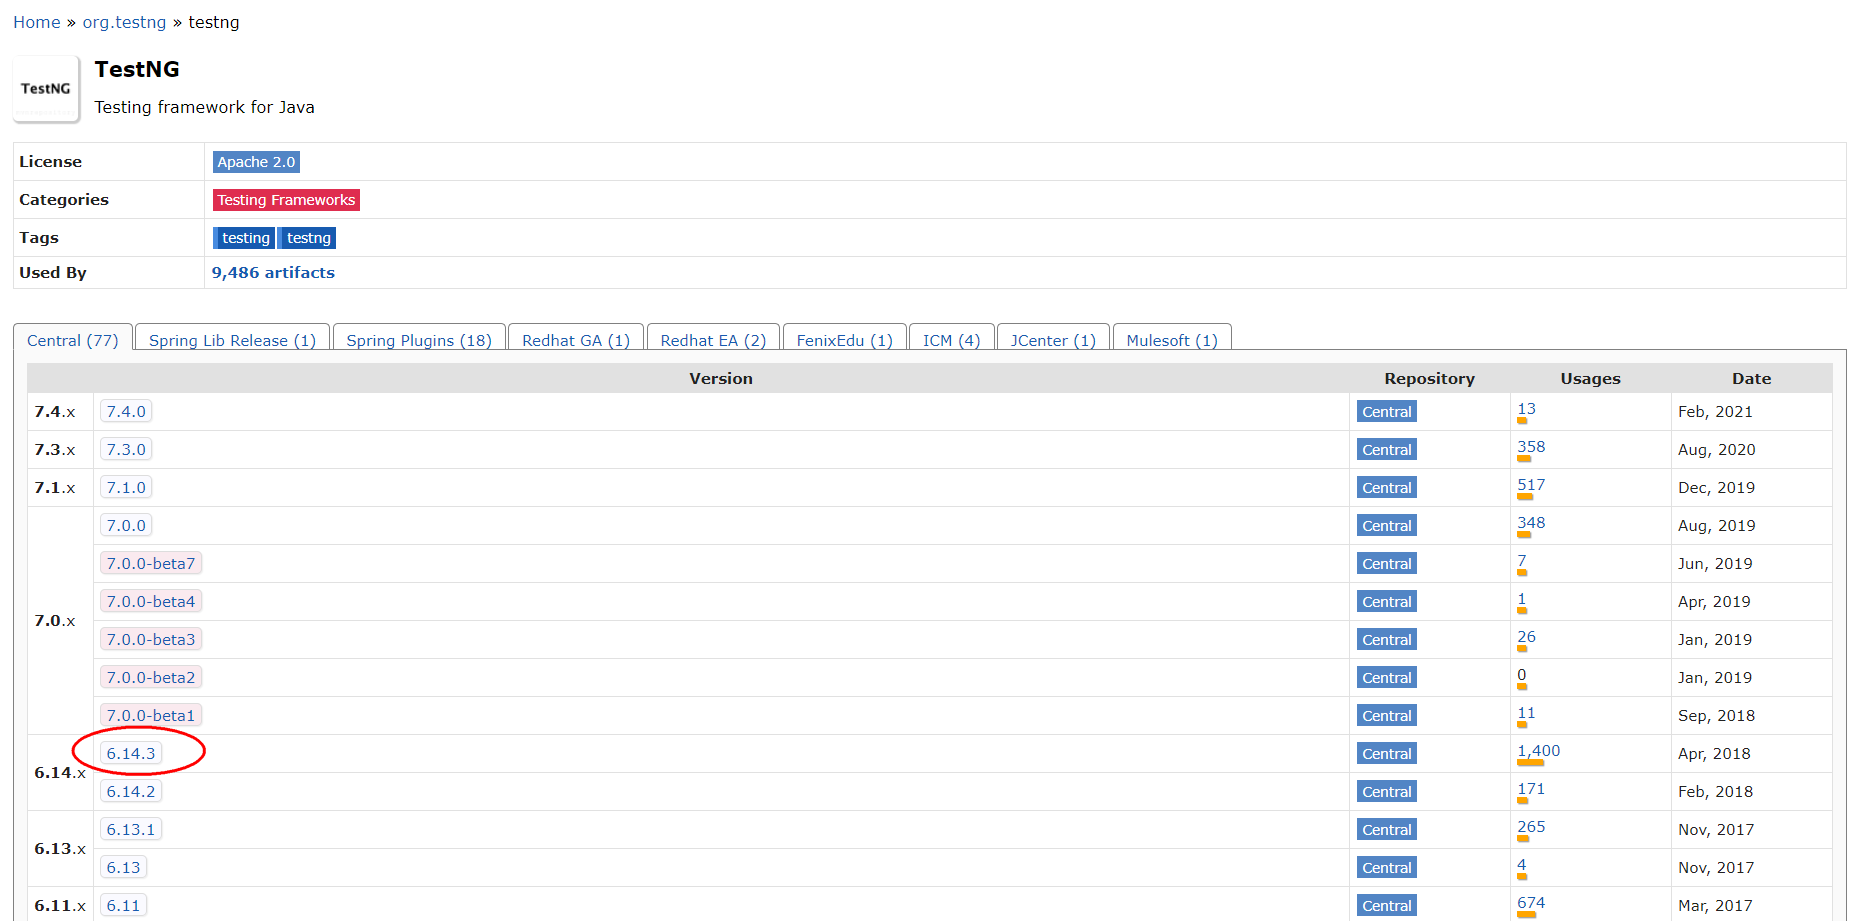 Home » org.testng » testng
TestNG
TestNG
Testing framework for Java
License Apache 2.0
Categories Testing Frameworks
Tags testing testng
Used By 9,486 artifacts
Central (77) Spring Lib Release (1) Spring Plugins (18) Redhat GA (1) Redhat EA (2) FenixEdu (1) ICM (4) JCenter (1) Mulesoft (1)
Version Repository Usages Date
7.4.x 7.4.0 Central 13 Feb, 2021
7.3.x 7.3.0 Central 358 Aug, 2020
7.1.x 7.1.0 Central 517 Dec, 2019
7.0.x 7.0.0 Central 348 Aug, 2019
7.0.0-beta7 Central 7 Jun, 2019
7.0.0-beta4 Central 1 Apr, 2019
7.0.0-beta3 Central 26 Jan, 2019
7.0.0-beta2 Central 0 Jan, 2019
7.0.0-beta1 Central 11 Sep, 2018
6.14.x 6.14.3 Central 1,400 Apr, 2018
6.14.2 Central 171 Feb, 2018
6.13.x 6.13.1 Central 265 Nov, 2017
6.13 Central 4 Nov, 2017
6.11.x 6.11 Central 674 Mar, 2017